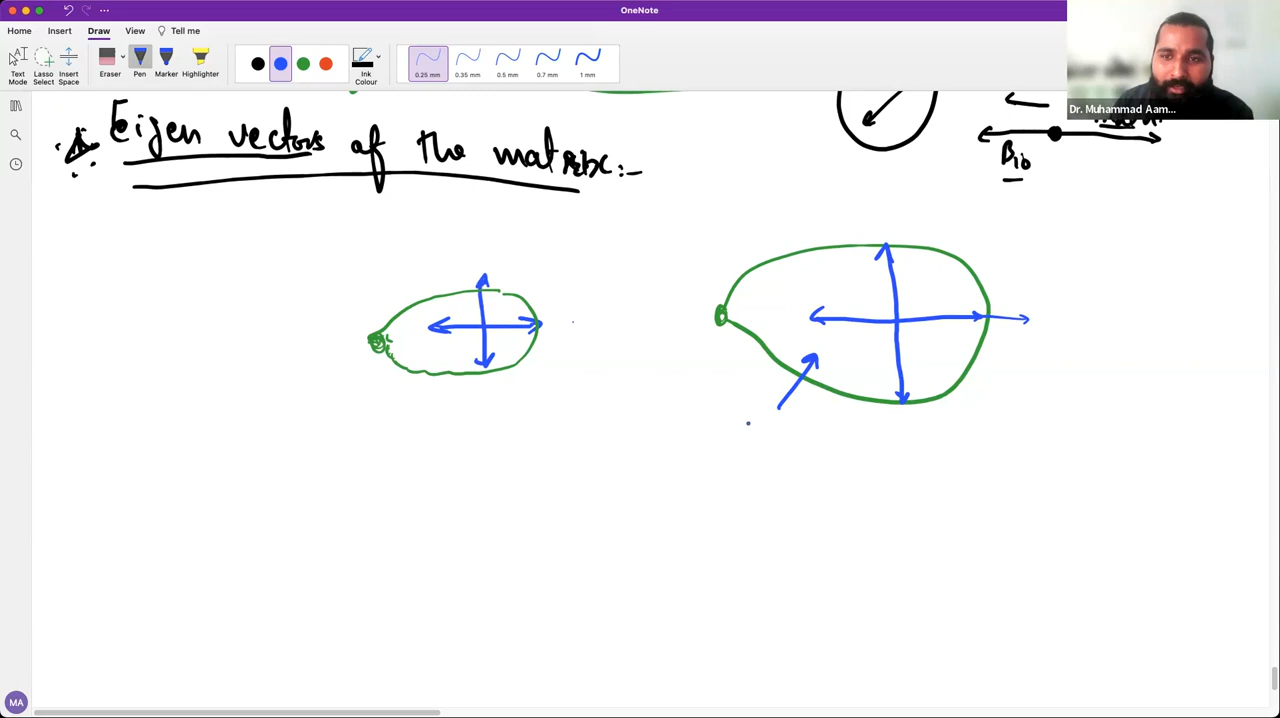 OneNote
Home Insert Draw View Tell me
Text Mode
Lasso Select
Insert Space
Eraser
Pen
Marker
Highlighter
Ink Colour
0.25 mm
0.35 mm
0.5 mm
0.7 mm
1 mm
Dr. Muhammad Aam...
Eigen vectors of the matrix:-
MA